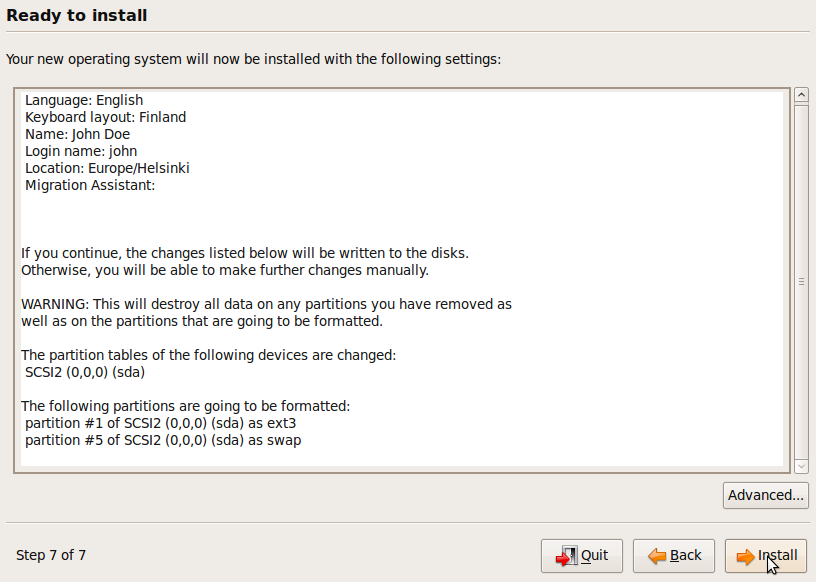 Ready to install
Your new operating system will now be installed with the following settings:
Language: English
Keyboard layout: Finland
Name: John Doe
Login name: john
Location: Europe/Helsinki
Migration Assistant:
If you continue, the changes listed below will be written to the disks.
Otherwise, you will be able to make further changes manually.
WARNING: This will destroy all data on any partitions you have removed as
well as on the partitions that are going to be formatted.
The partition tables of the following devices are changed:
SCSI2 (0,0,0) (sda)
The following partitions are going to be formatted:
partition #1 of SCSI2 (0,0,0) (sda) as ext3
partition #5 of SCSI2 (0,0,0) (sda) as swap
Advanced...
Step 7 of 7
Quit
Back
Install